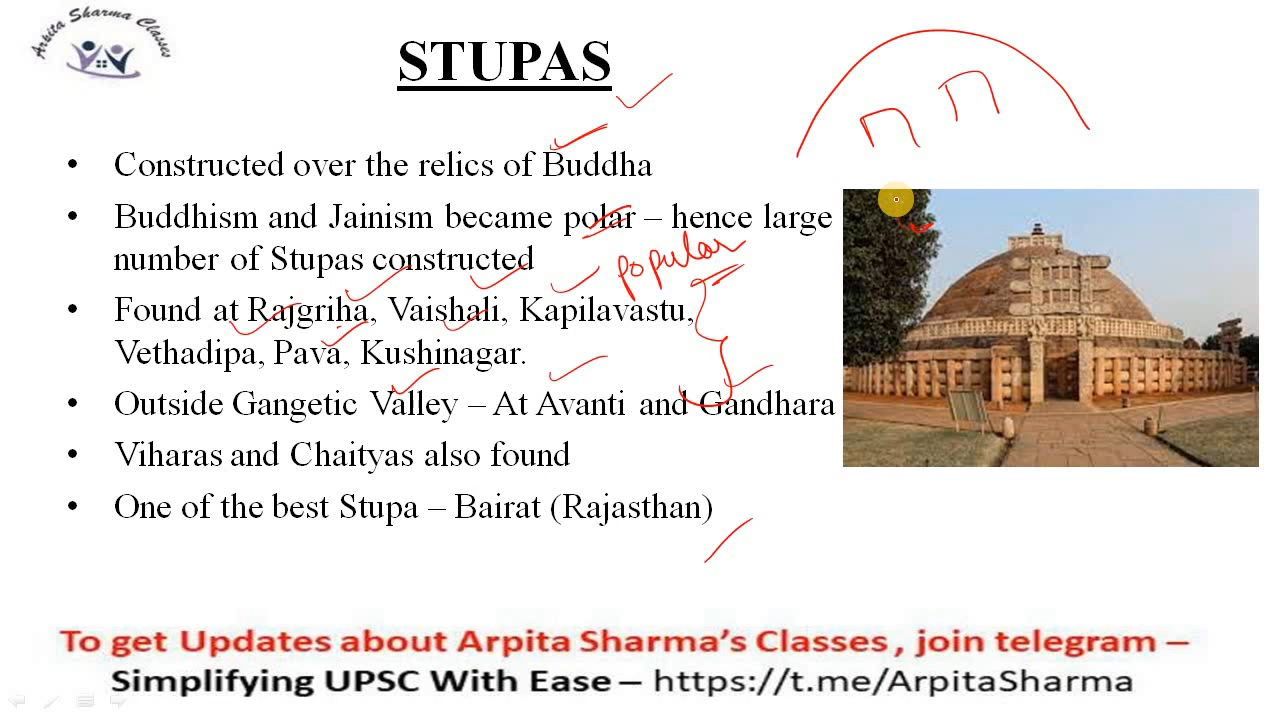 Arpita Sharma Classes
STUPAS
• Constructed over the relics of Buddha
• Buddhism and Jainism became polar – hence large
number of Stupas constructed
popular
• Found at Rajgriha, Vaishali, Kapilavastu,
Vethadipa, Pava, Kushinagar.
• Outside Gangetic Valley – At Avanti and Gandhara
• Viharas and Chaityas also found
• One of the best Stupa – Bairat (Rajasthan)
To get Updates about Arpita Sharma's Classes , join telegram –
Simplifying UPSC With Ease – https://t.me/ArpitaSharma